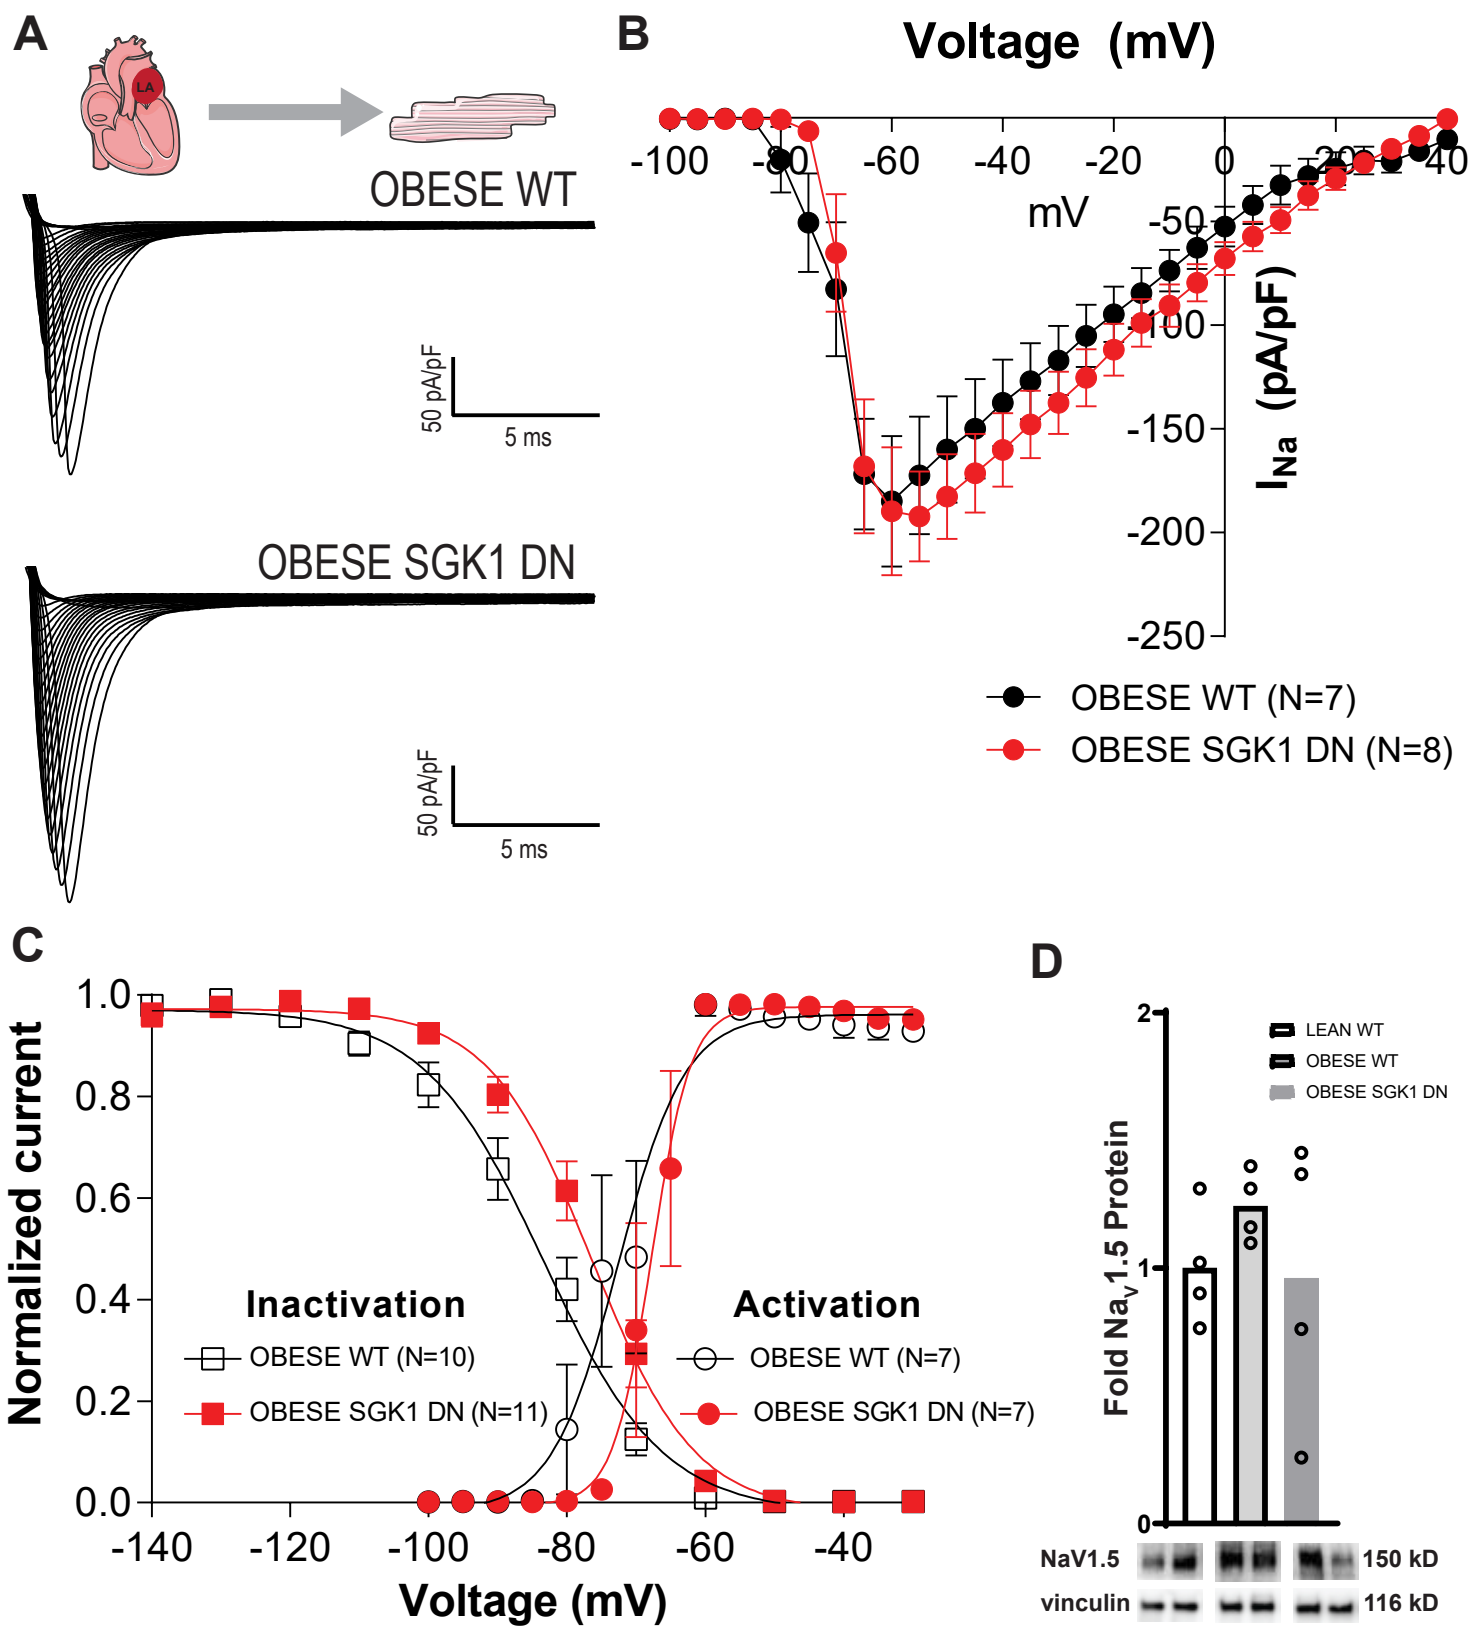 A
LA
OBESE WT
50 pA/pF
5 ms
OBESE SGK1 DN
50 pA/pF
5 ms
B
Voltage (mV)
-100 -80 -60 -40 -20 0 20 40
mV
-50
-100
-150
-200
-250
INa (pA/pF)
OBESE WT (N=7)
OBESE SGK1 DN (N=8)
C
Normalized current
1.0
0.8
0.6
0.4
0.2
0.0
Inactivation
OBESE WT (N=10)
OBESE SGK1 DN (N=11)
Activation
OBESE WT (N=7)
OBESE SGK1 DN (N=7)
-140 -120 -100 -80 -60 -40
Voltage (mV)
D
Fold NaV1.5 Protein
2
1
0
LEAN WT
OBESE WT
OBESE SGK1 DN
NaV1.5 150 kD
vinculin 116 kD